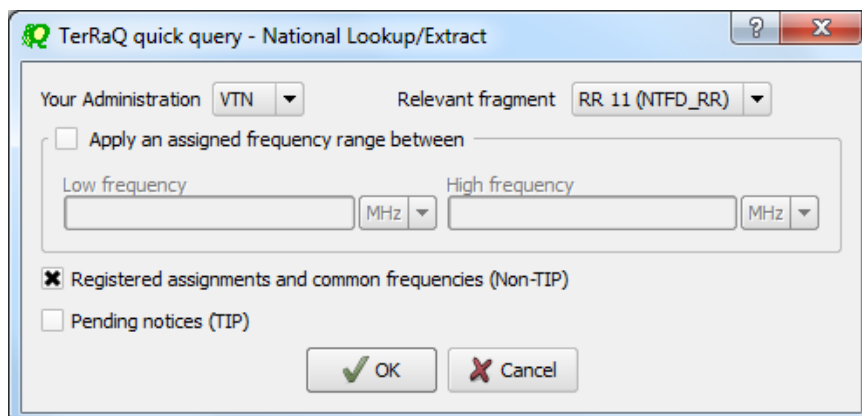 TerRaQ quick query - National Lookup/Extract
Your Administration VTN Relevant fragment RR 11 (NTFD_RR)
Apply an assigned frequency range between
Low frequency High frequency
MHz MHz
Registered assignments and common frequencies (Non-TIP)
Pending notices (TIP)
OK Cancel